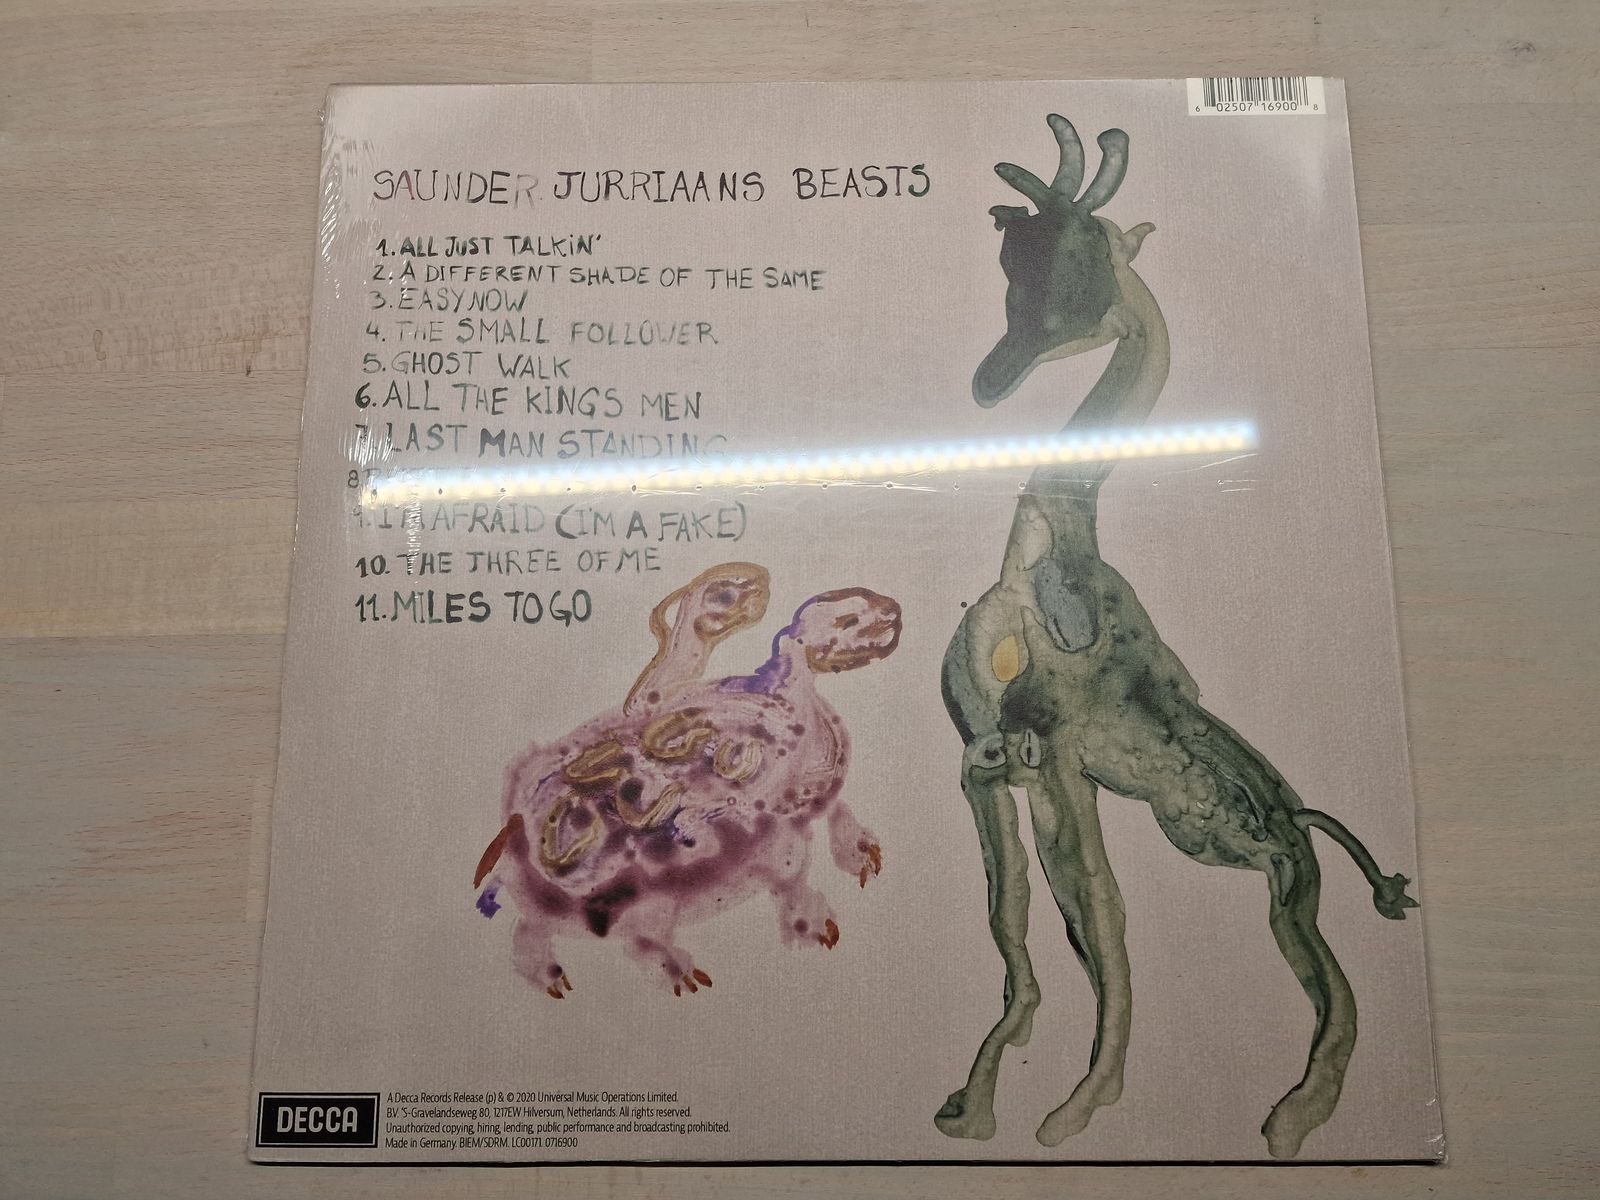 6 02507 16900 8
SAUNDER JURRIAANS BEASTS
1. ALL JUST TALKIN'
2. A DIFFERENT SHADE OF THE SAME
3. EASY NOW
4. THE SMALL FOLLOWER
5. GHOST WALK
6. ALL THE KINGS MEN
7. LAST MAN STANDING
8.
9. I'M AFRAID (I'M A FAKE)
10. THE THREE OF ME
11. MILES TO GO
DECCA
A Decca Records Release (p) & © 2020 Universal Music Operations Limited.
B.V. 'S-Gravelandseweg 80, 1217EW Hilversum, Netherlands. All rights reserved.
Unauthorized copying, hiring, lending, public performance and broadcasting prohibited.
Made in Germany. BIEM/SDRM. LC00171. 0716900